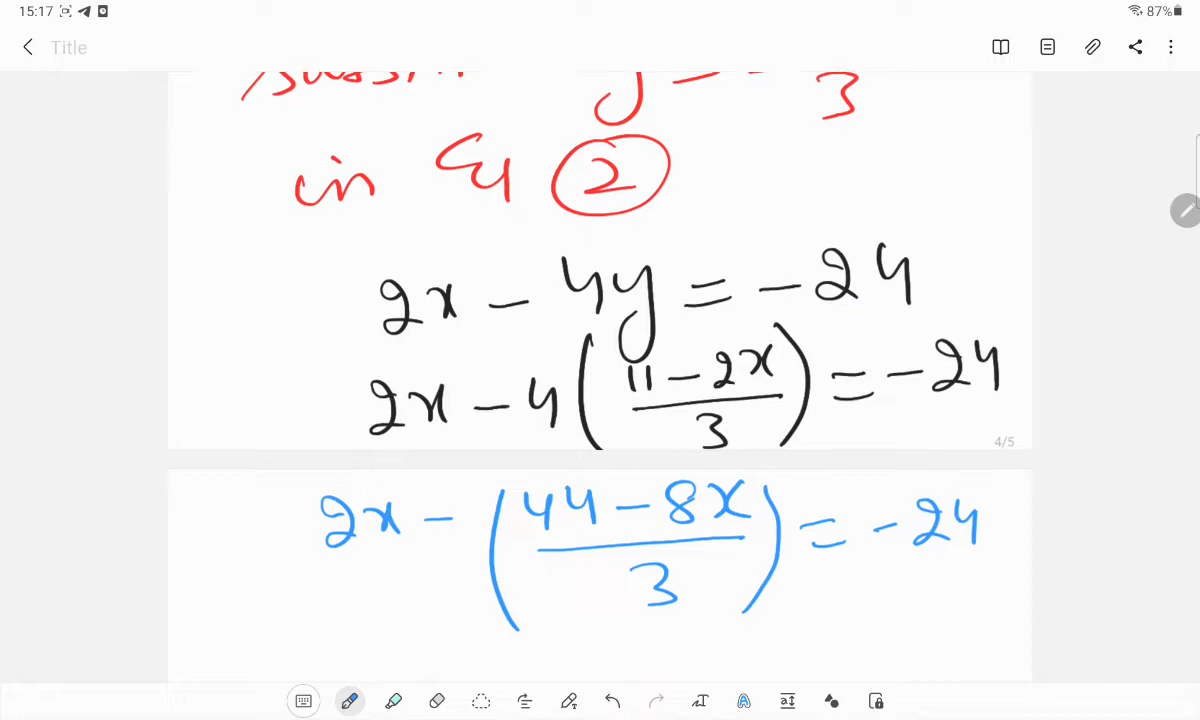 15:17 87%
Title
y = 3
in Eq 2
2x - 4y = -24
2x - 4(11 - 2x / 3) = -24
4/5
2x - (44 - 8x / 3) = -24